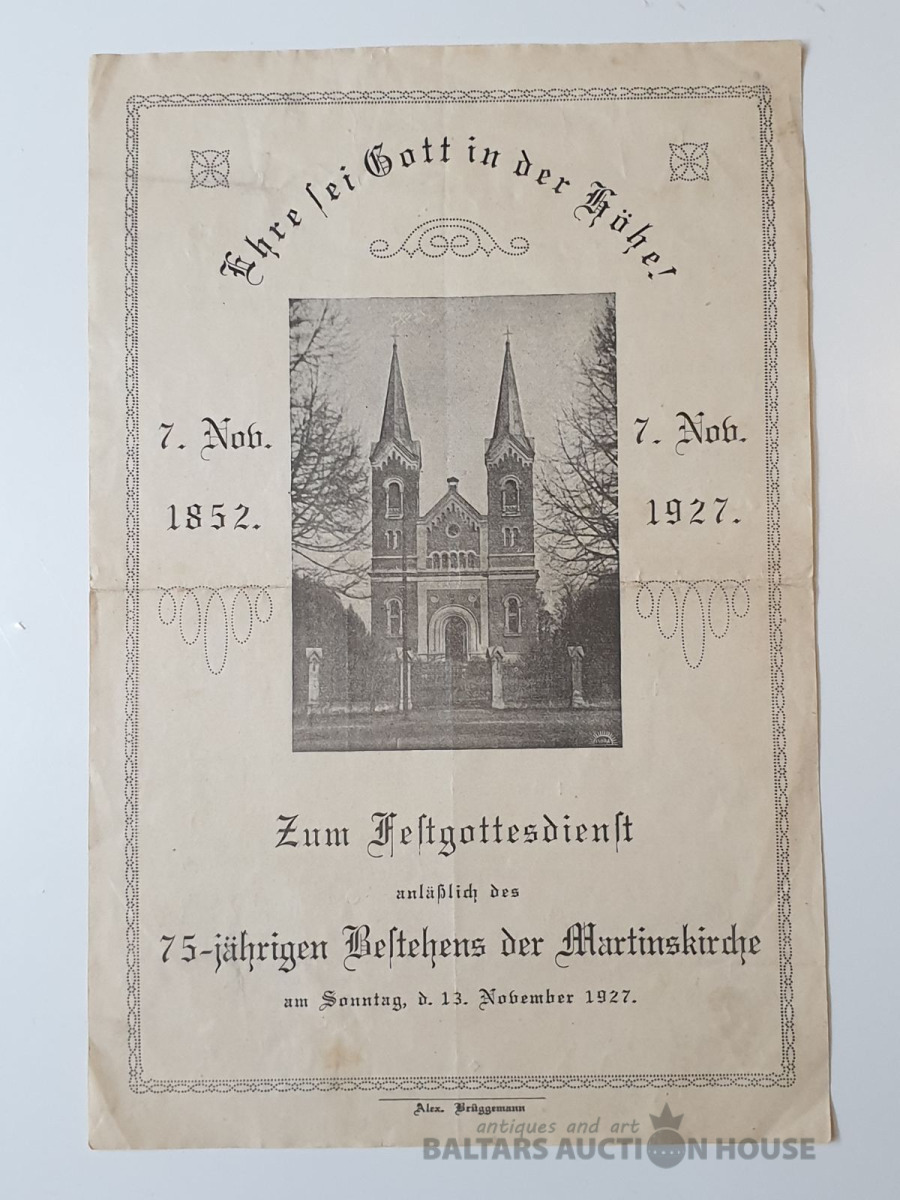 Ehre sei Gott in der Höhe!
7. Nov.
1852.
7. Nov.
1927.
Zum Festgottesdienst
anläßlich des
75-jährigen Bestehens der Martinskirche
am Sonntag, d. 13. November 1927.
Alex. Brüggemann
antiques and art
BALTARS AUCTION HOUSE